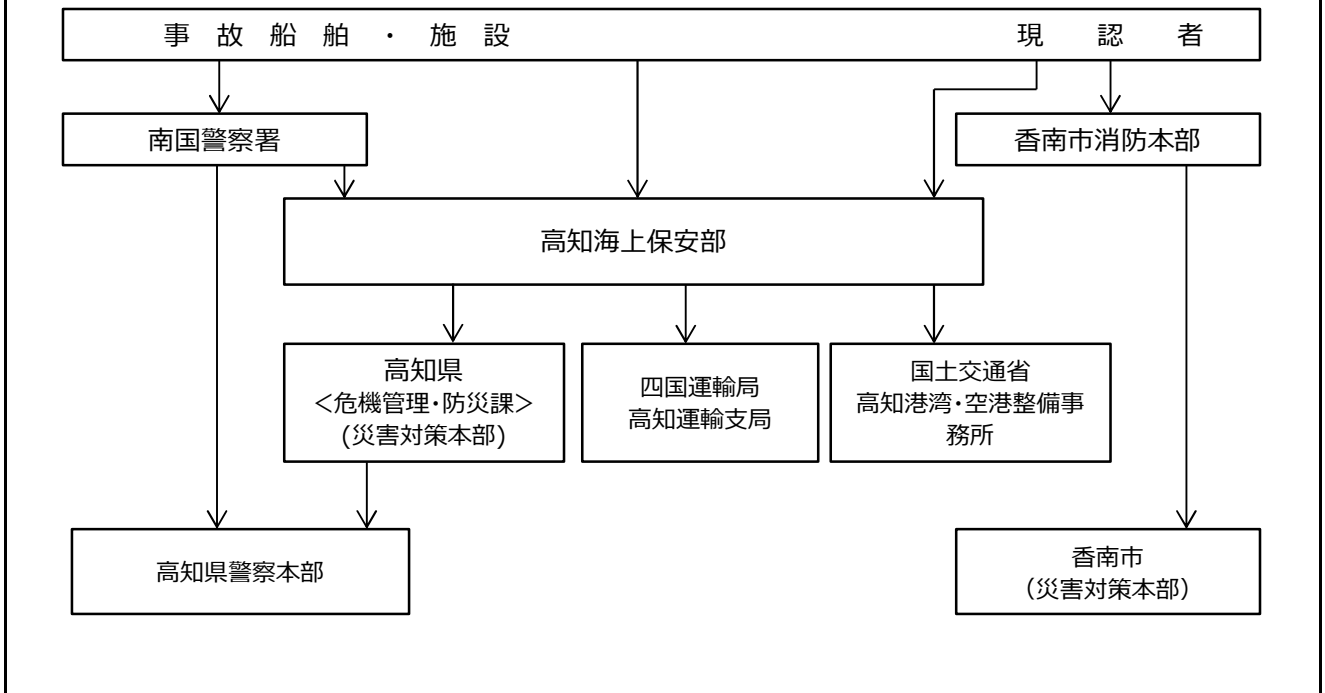 事故船舶・施設
現認者
南国警察署
香南市消防本部
高知海上保安部
高知県
＜危機管理・防災課＞
(災害対策本部)
四国運輸局
高知運輸支局
国土交通省
高知港湾・空港整備事
務所
高知県警察本部
香南市
（災害対策本部）